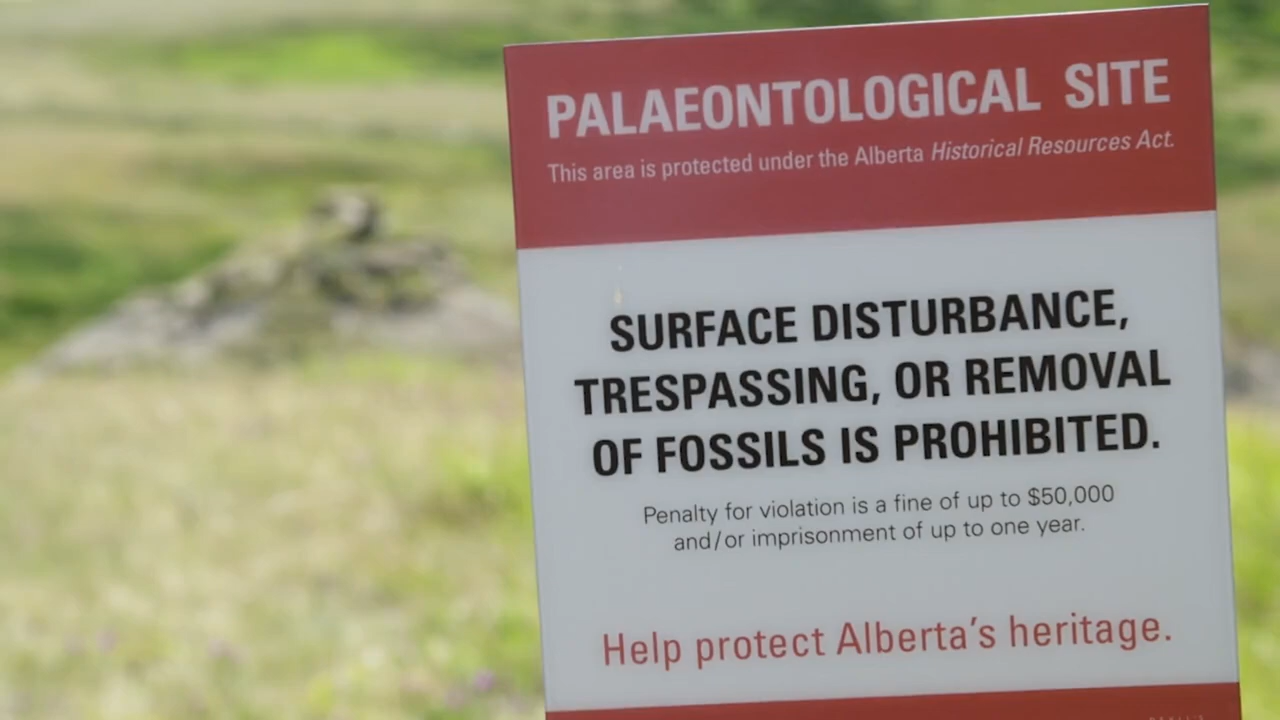 PALAEONTOLOGICAL SITE
This area is protected under the Alberta Historical Resources Act.
SURFACE DISTURBANCE,
TRESPASSING, OR REMOVAL
OF FOSSILS IS PROHIBITED.
Penalty for violation is a fine of up to $50,000
and/or imprisonment of up to one year.
Help protect Alberta's heritage.